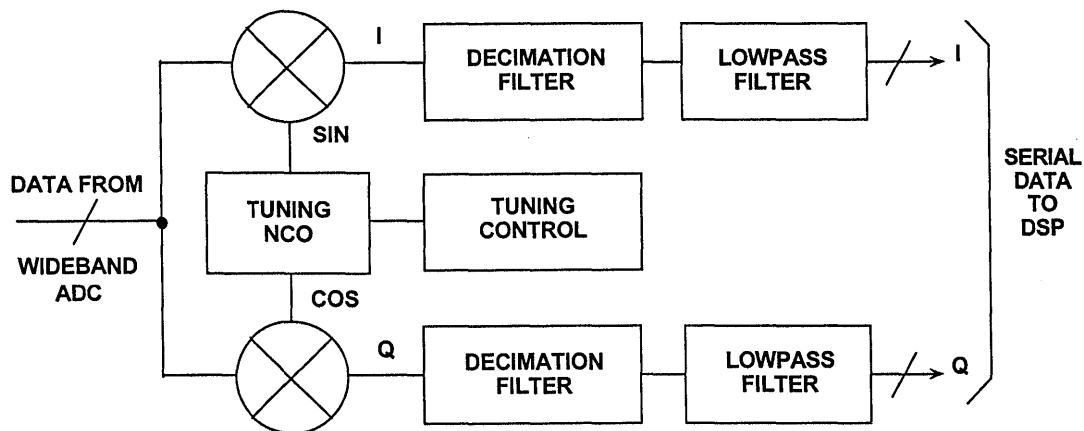 I
DECIMATION
FILTER
LOWPASS
FILTER
I
SIN
DATA FROM
WIDEBAND
ADC
TUNING
NCO
TUNING
CONTROL
SERIAL
DATA
TO
DSP
COS
Q
DECIMATION
FILTER
LOWPASS
FILTER
Q